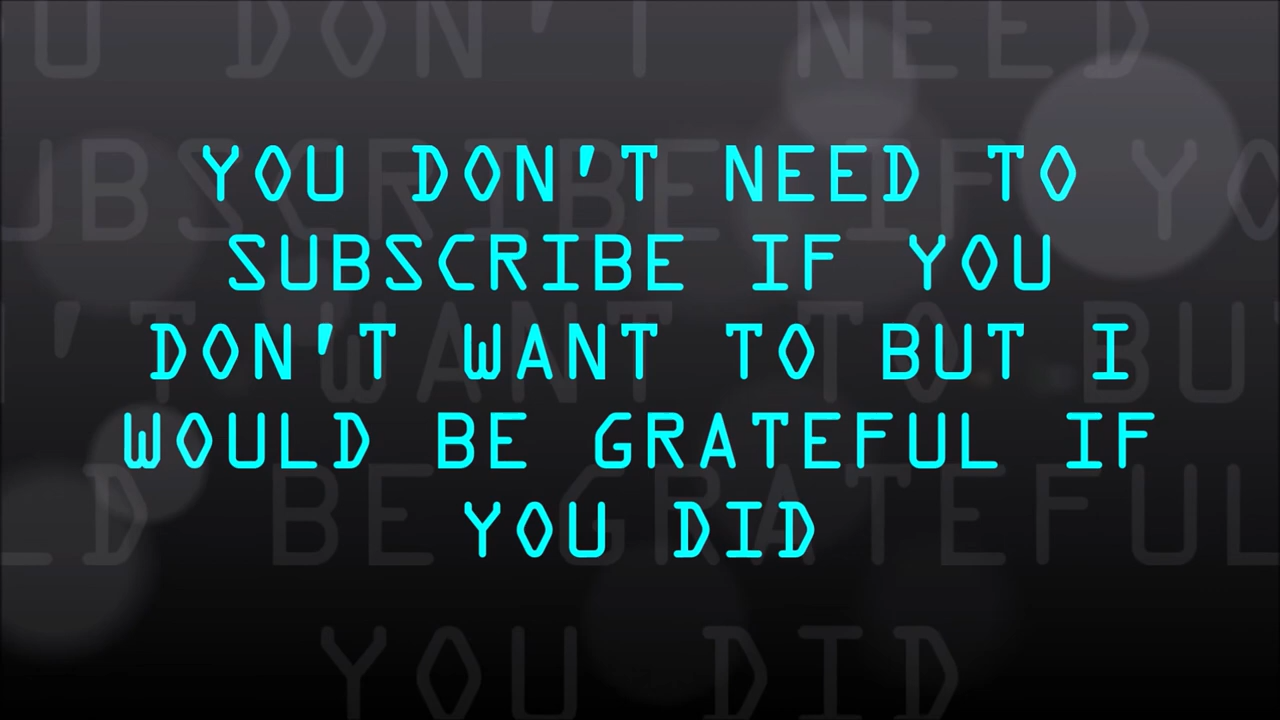 YOU DON'T NEED TO
SUBSCRIBE IF YOU
DON'T WANT TO BUT I
WOULD BE GRATEFUL IF
YOU DID